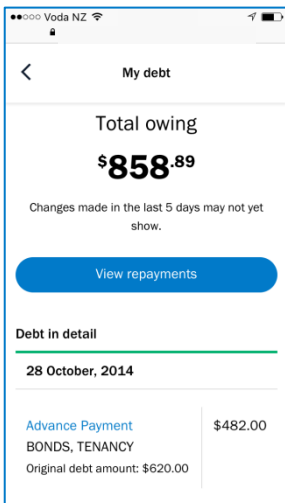 Voda NZ
My debt
Total owing
$858.89
Changes made in the last 5 days may not yet
show.
View repayments
Debt in detail
28 October, 2014
Advance Payment $482.00
BONDS, TENANCY
Original debt amount: $620.00